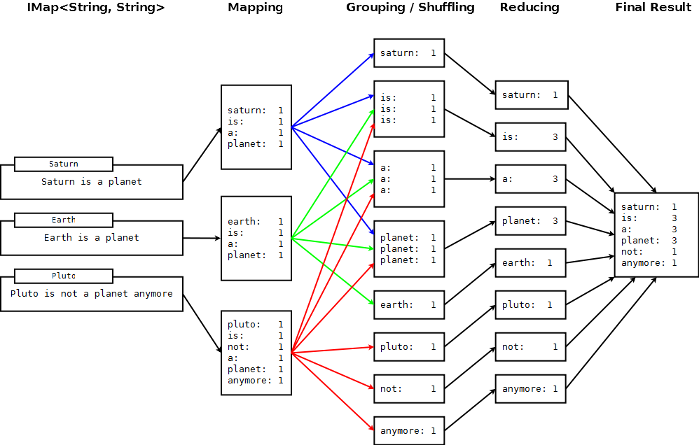 IMap<String, String>
Mapping
Grouping / Shuffling
Reducing
Final Result
Saturn
Saturn is a planet
Earth
Earth is a planet
Pluto
Pluto is not a planet anymore
saturn: 1
is: 1
a: 1
planet: 1
earth: 1
is: 1
a: 1
planet: 1
pluto: 1
is: 1
not: 1
a: 1
planet: 1
anymore: 1
saturn: 1
is: 1
is: 1
is: 1
a: 1
a: 1
a: 1
planet: 1
planet: 1
planet: 1
earth: 1
pluto: 1
not: 1
anymore: 1
saturn: 1
is: 3
a: 3
planet: 3
earth: 1
pluto: 1
not: 1
anymore: 1
saturn: 1
is: 3
a: 3
planet: 3
not: 1
anymore: 1